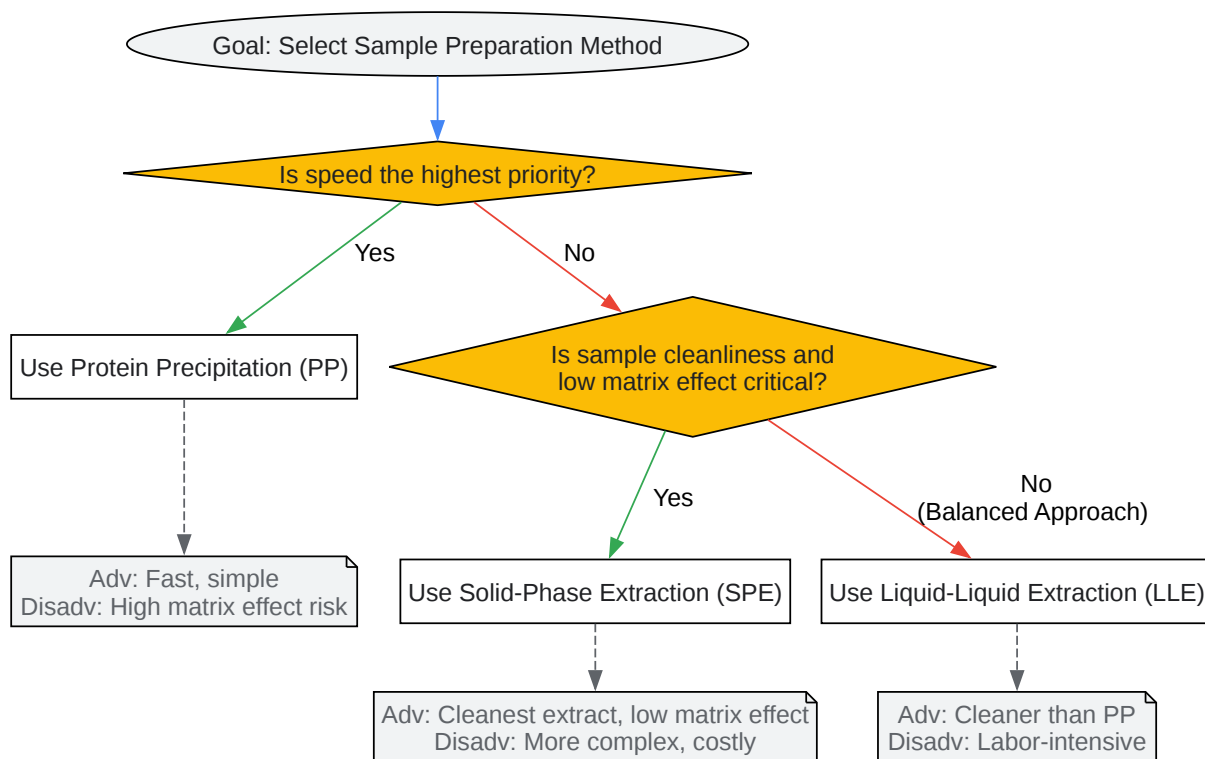 Goal: Select Sample Preparation Method
Is speed the highest priority?
Yes
No
Use Protein Precipitation (PP)
Is sample cleanliness and
low matrix effect critical?
Yes
No
(Balanced Approach)
Adv: Fast, simple
Disadv: High matrix effect risk
Use Solid-Phase Extraction (SPE)
Use Liquid-Liquid Extraction (LLE)
Adv: Cleanest extract, low matrix effect
Disadv: More complex, costly
Adv: Cleaner than PP
Disadv: Labor-intensive